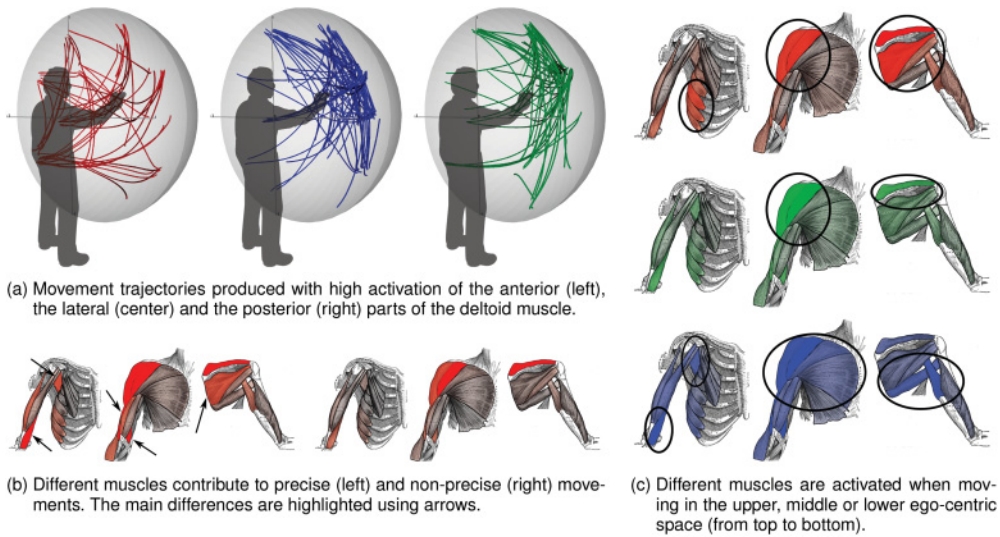 (a) Movement trajectories produced with high activation of the anterior (left),
the lateral (center) and the posterior (right) parts of the deltoid muscle.
(b) Different muscles contribute to precise (left) and non-precise (right) move-
ments. The main differences are highlighted using arrows.
(c) Different muscles are activated when mov-
ing in the upper, middle or lower ego-centric
space (from top to bottom).